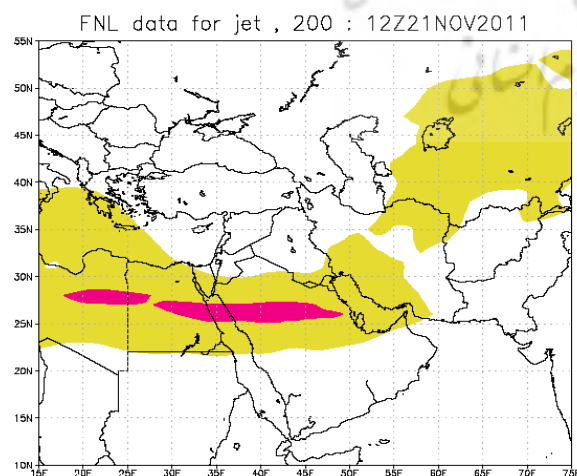 FNL data for jet , 200 : 12Z21NOV2011
55N
50N
45N
40N
35N
30N
25N
20N
15N
10N
15E 20E 25E 30E 35E 40E 45E 50E 55E 60E 65E 70E 75E